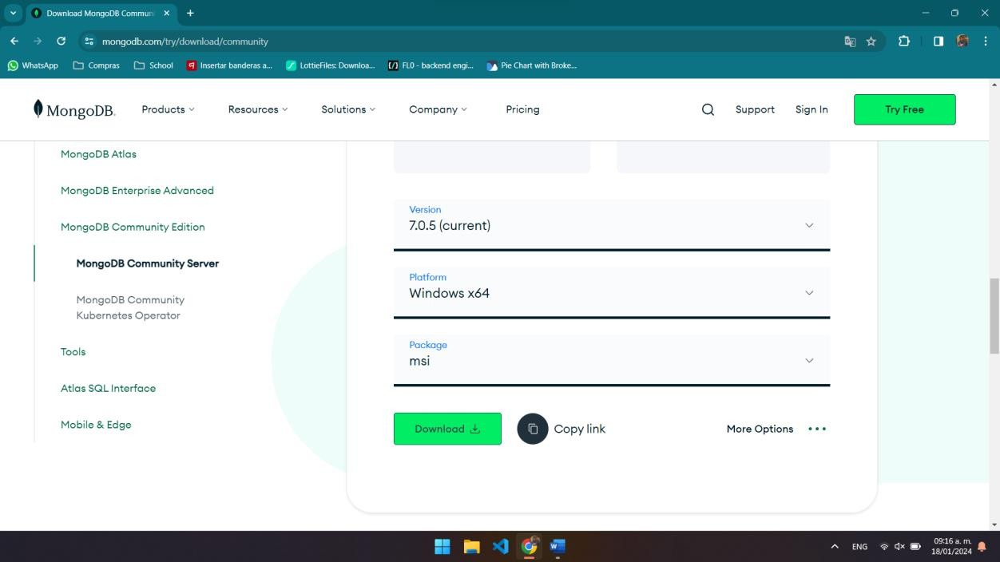 Download MongoDB Commun
mongodb.com/try/download/community
WhatsApp
Compras
School
Insertar banderas a...
LottieFiles: Downloa...
FL0 - backend engi...
Pie Chart with Broke...
MongoDB.
Products
Resources
Solutions
Company
Pricing
Support
Sign In
Try Free
MongoDB Atlas
MongoDB Enterprise Advanced
MongoDB Community Edition
MongoDB Community Server
MongoDB Community
Kubernetes Operator
Tools
Atlas SQL Interface
Mobile & Edge
Version
7.0.5 (current)
Platform
Windows x64
Package
msi
Download
Copy link
More Options
ENG
09:16 a. m.
18/01/2024